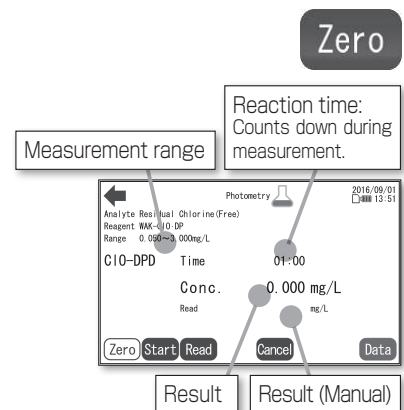 Zero
Reaction time:
Counts down during
measurement.
Measurement range
Photometry
2016/09/01
13:51
Analyte Residual Chlorine(Free)
Reagent WAK-ClO·DP
Range 0.050~3.000mg/L
ClO-DPD Time 01:00
Conc. 0.000 mg/L
Read mg/L
Zero Start Read Cancel Data
Result Result (Manual)